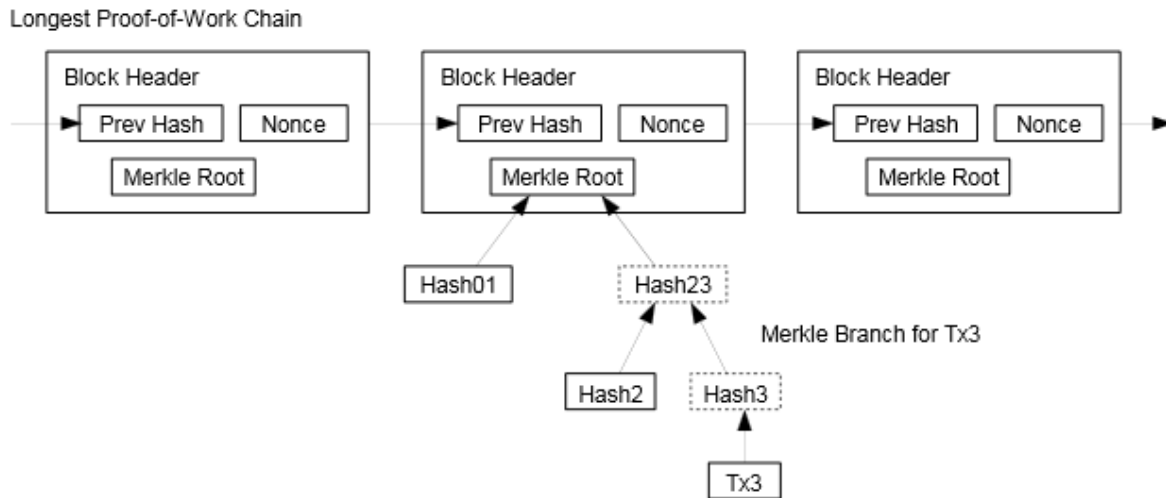 Longest Proof-of-Work Chain
Block Header
Prev Hash Nonce
Merkle Root
Block Header
Prev Hash Nonce
Merkle Root
Block Header
Prev Hash Nonce
Merkle Root
Hash01
Hash23
Merkle Branch for Tx3
Hash2
Hash3
Tx3